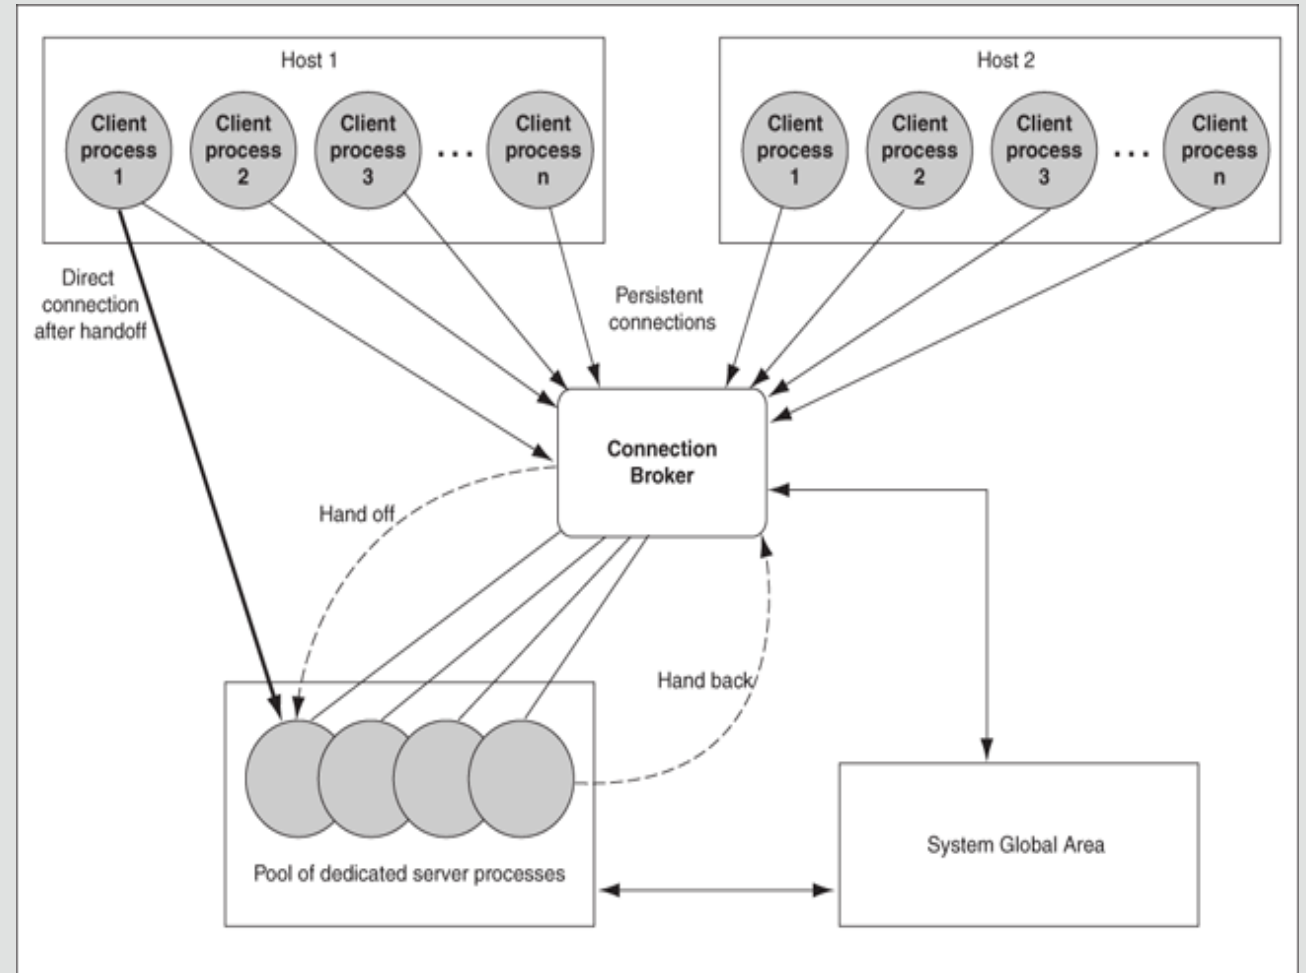 Host 1
Client
process
1
Client
process
2
Client
process
3
...
Client
process
n
Host 2
Client
process
1
Client
process
2
Client
process
3
...
Client
process
n
Direct
connection
after handoff
Persistent
connections
Connection
Broker
Hand off
Hand back
Pool of dedicated server processes
System Global Area